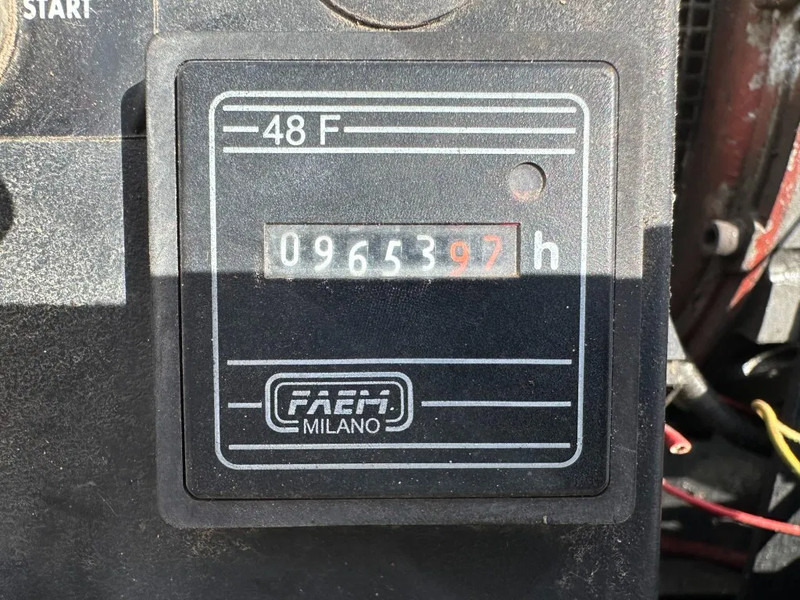 START
48 F
0965397 h
FAEM
MILANO